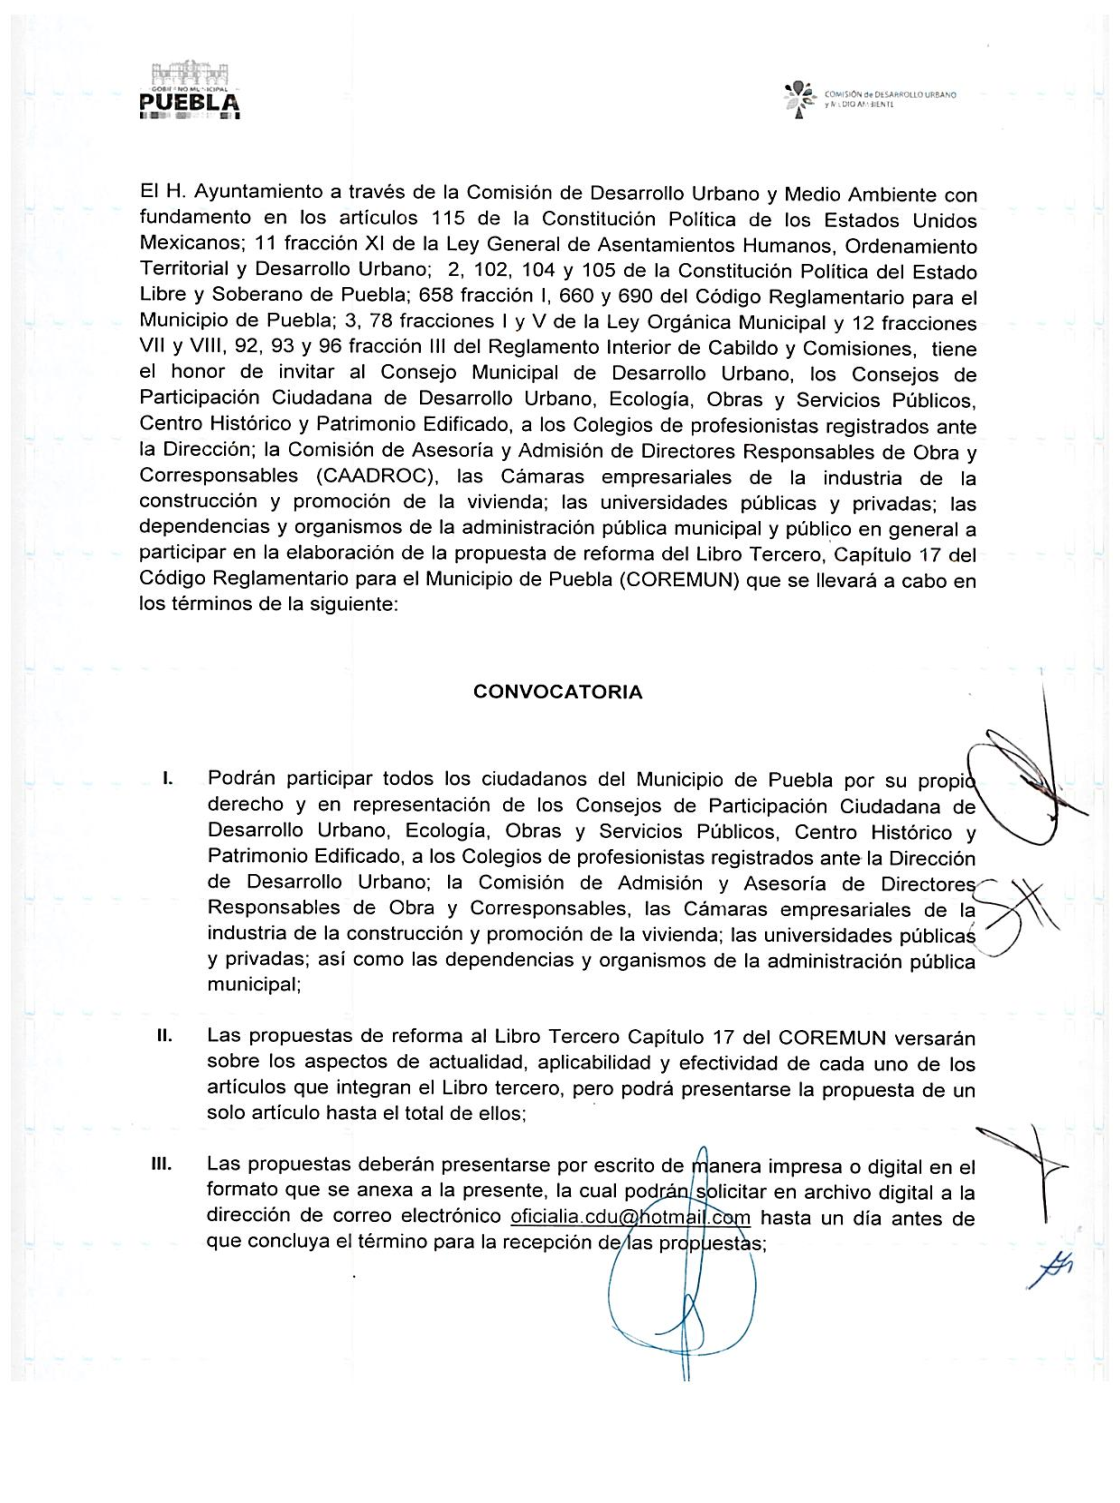 GOBIERNO MUNICIPAL
PUEBLA
COMISIÓN de DESARROLLO URBANO
y MEDIO AMBIENTE
El H. Ayuntamiento a través de la Comisión de Desarrollo Urbano y Medio Ambiente con
fundamento en los artículos 115 de la Constitución Política de los Estados Unidos
Mexicanos; 11 fracción XI de la Ley General de Asentamientos Humanos, Ordenamiento
Territorial y Desarrollo Urbano; 2, 102, 104 y 105 de la Constitución Política del Estado
Libre y Soberano de Puebla; 658 fracción I, 660 y 690 del Código Reglamentario para el
Municipio de Puebla; 3, 78 fracciones I y V de la Ley Orgánica Municipal y 12 fracciones
VII y VIII, 92, 93 y 96 fracción III del Reglamento Interior de Cabildo y Comisiones, tiene
el honor de invitar al Consejo Municipal de Desarrollo Urbano, los Consejos de
Participación Ciudadana de Desarrollo Urbano, Ecología, Obras y Servicios Públicos,
Centro Histórico y Patrimonio Edificado, a los Colegios de profesionistas registrados ante
la Dirección; la Comisión de Asesoría y Admisión de Directores Responsables de Obra y
Corresponsables (CAADROC), las Cámaras empresariales de la industria de la
construcción y promoción de la vivienda; las universidades públicas y privadas; las
dependencias y organismos de la administración pública municipal y público en general a
participar en la elaboración de la propuesta de reforma del Libro Tercero, Capítulo 17 del
Código Reglamentario para el Municipio de Puebla (COREMUN) que se llevará a cabo en
los términos de la siguiente:
CONVOCATORIA
I. Podrán participar todos los ciudadanos del Municipio de Puebla por su propio
derecho y en representación de los Consejos de Participación Ciudadana de
Desarrollo Urbano, Ecología, Obras y Servicios Públicos, Centro Histórico y
Patrimonio Edificado, a los Colegios de profesionistas registrados ante la Dirección
de Desarrollo Urbano; la Comisión de Admisión y Asesoría de Directores
Responsables de Obra y Corresponsables, las Cámaras empresariales de la
industria de la construcción y promoción de la vivienda; las universidades públicas
y privadas; así como las dependencias y organismos de la administración pública
municipal;
II. Las propuestas de reforma al Libro Tercero Capítulo 17 del COREMUN versarán
sobre los aspectos de actualidad, aplicabilidad y efectividad de cada uno de los
artículos que integran el Libro tercero, pero podrá presentarse la propuesta de un
solo artículo hasta el total de ellos;
III. Las propuestas deberán presentarse por escrito de manera impresa o digital en el
formato que se anexa a la presente, la cual podrán solicitar en archivo digital a la
dirección de correo electrónico oficialia.cdu@hotmail.com hasta un día antes de
que concluya el término para la recepción de las propuestas;